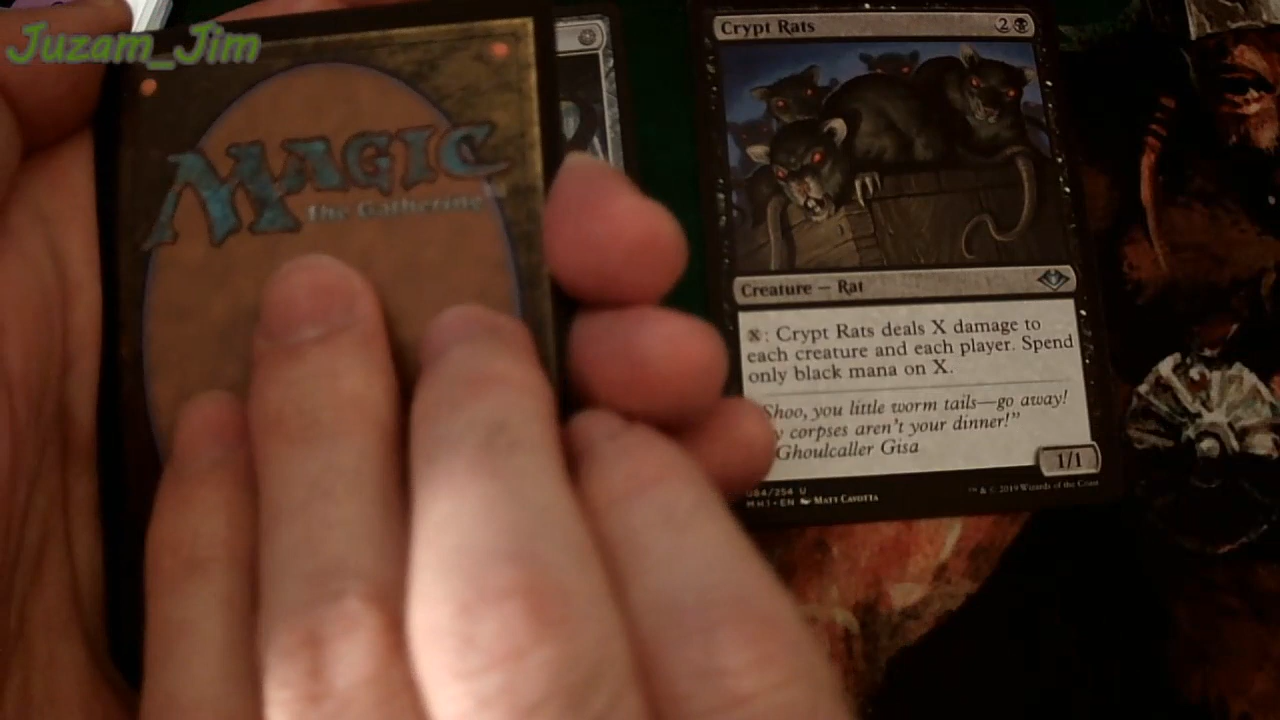 Juzam_Jim
MAGIC
The Gathering
Crypt Rats
2
Creature — Rat
X: Crypt Rats deals X damage to
each creature and each player. Spend
only black mana on X.
Shoo, you little worm tails—go away!
corpses aren't your dinner!"
Ghoulcaller Gisa
1/1
084/254 U
MH1 • EN MATT CAVOTTA
™ & © 2019 Wizards of the Coast